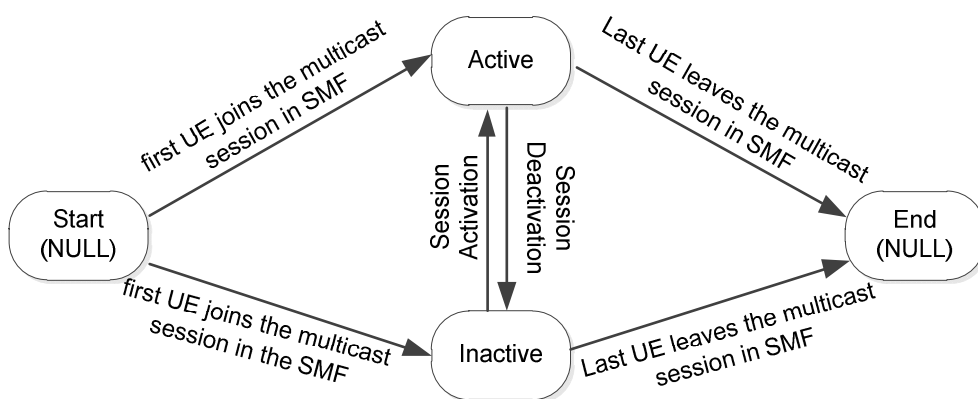 first UE joins the multicast
session in SMF
Active
Last UE leaves the multicast
session in SMF
Start
(NULL)
Session
Activation
Session
Deactivation
End
(NULL)
first UE joins the multicast
session in the SMF
Inactive
Last UE leaves the multicast
session in SMF